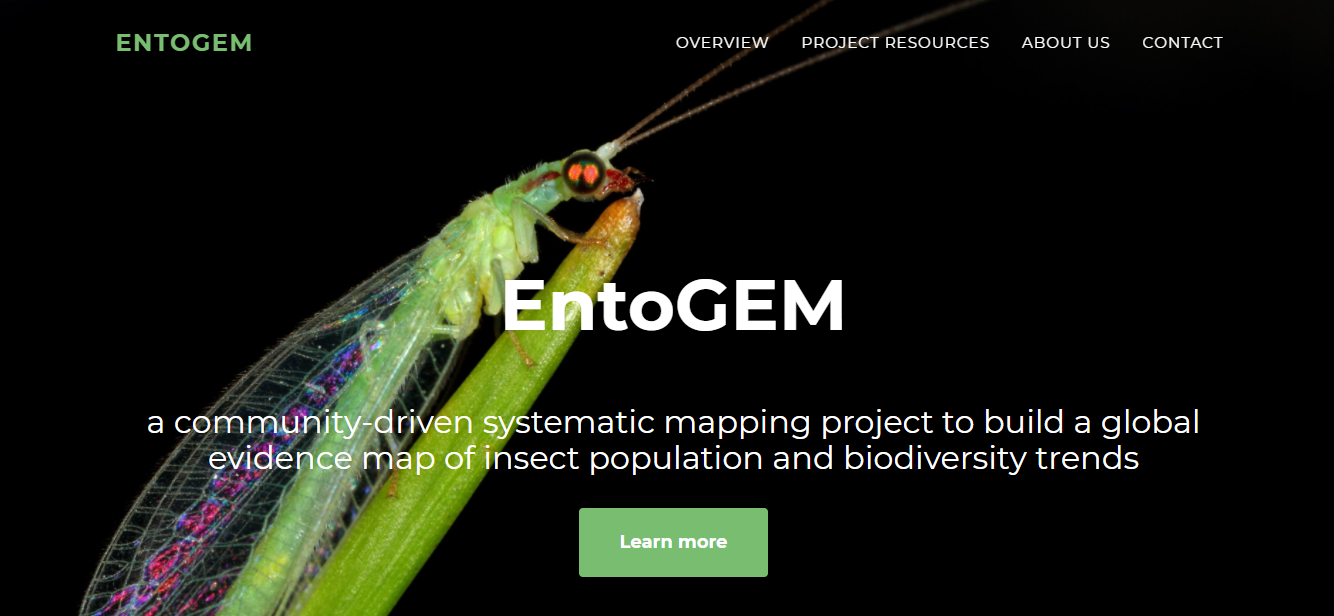 ENTOGEM
OVERVIEW PROJECT RESOURCES ABOUT US CONTACT
EntoGEM
a community-driven systematic mapping project to build a global
evidence map of insect population and biodiversity trends
Learn more